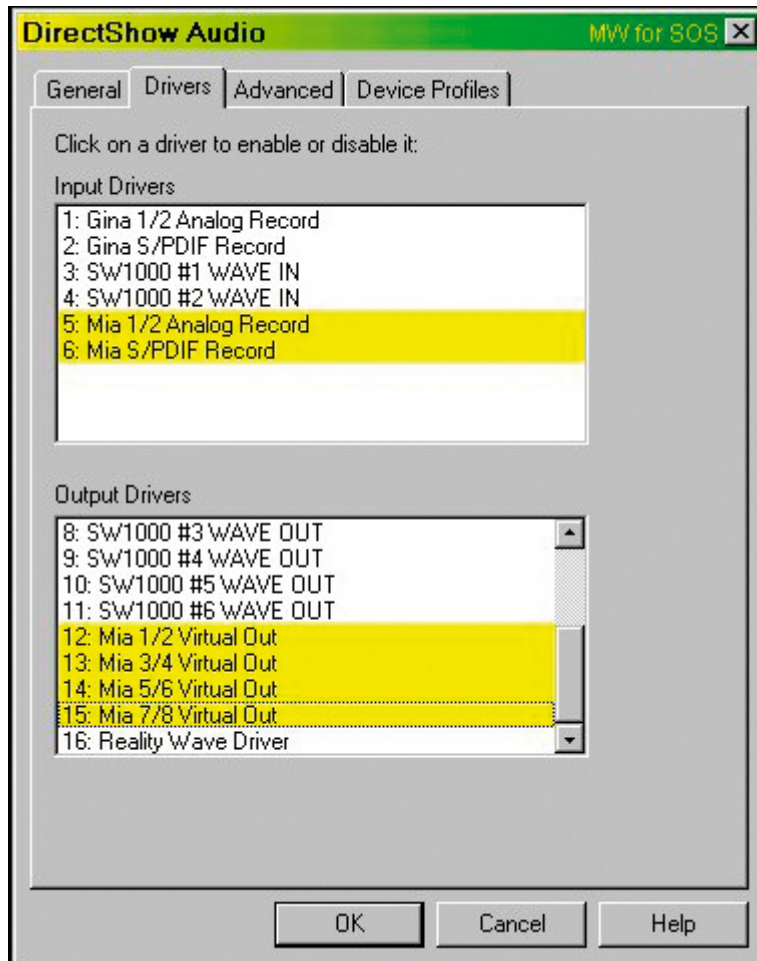 DirectShow Audio MW for SOS
General Drivers Advanced Device Profiles
Click on a driver to enable or disable it:
Input Drivers
1: Gina 1/2 Analog Record
2: Gina S/PDIF Record
3: SW1000 #1 WAVE IN
4: SW1000 #2 WAVE IN
5: Mia 1/2 Analog Record
6: Mia S/PDIF Record
Output Drivers
8: SW1000 #3 WAVE OUT
9: SW1000 #4 WAVE OUT
10: SW1000 #5 WAVE OUT
11: SW1000 #6 WAVE OUT
12: Mia 1/2 Virtual Out
13: Mia 3/4 Virtual Out
14: Mia 5/6 Virtual Out
15: Mia 7/8 Virtual Out
16: Reality Wave Driver
OK Cancel Help